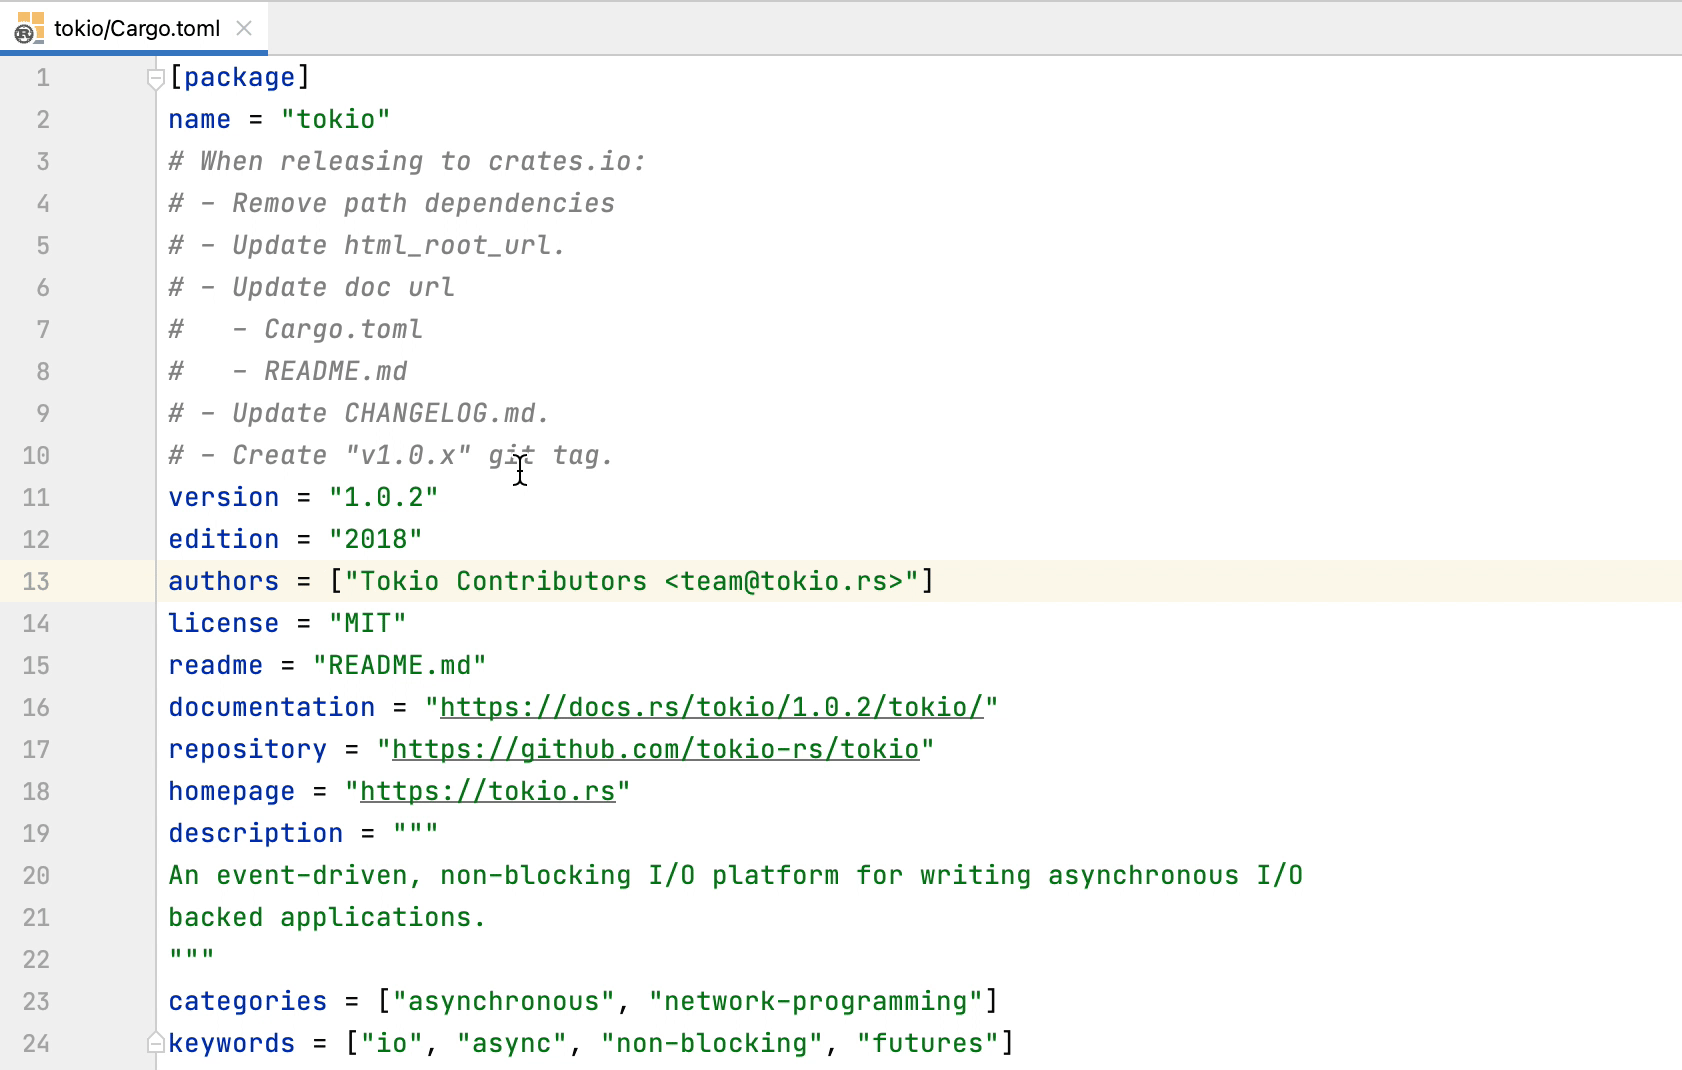 tokio/Cargo.toml
1 [package]
2 name = "tokio"
3 # When releasing to crates.io:
4 # - Remove path dependencies
5 # - Update html_root_url.
6 # - Update doc url
7 #   - Cargo.toml
8 #   - README.md
9 # - Update CHANGELOG.md.
10 # - Create "v1.0.x" git tag.
11 version = "1.0.2"
12 edition = "2018"
13 authors = ["Tokio Contributors <team@tokio.rs>"]
14 license = "MIT"
15 readme = "README.md"
16 documentation = "https://docs.rs/tokio/1.0.2/tokio/"
17 repository = "https://github.com/tokio-rs/tokio"
18 homepage = "https://tokio.rs"
19 description = """
20 An event-driven, non-blocking I/O platform for writing asynchronous I/O
21 backed applications.
22 """
23 categories = ["asynchronous", "network-programming"]
24 keywords = ["io", "async", "non-blocking", "futures"]